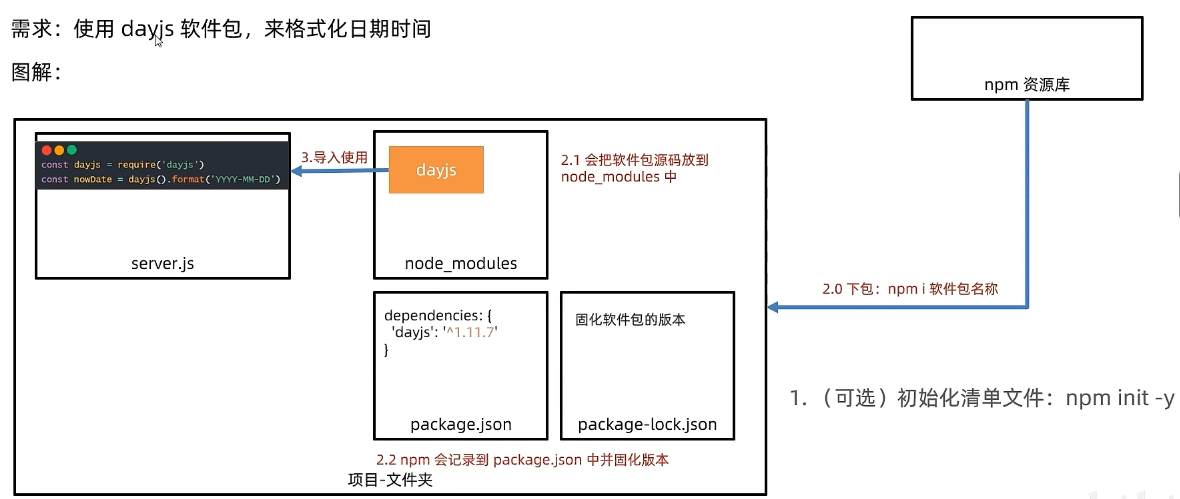 需求：使用 dayjs 软件包，来格式化日期时间
图解：
npm 资源库
const dayjs = require('dayjs')
const nowDate = dayjs().format('YYYY-MM-DD')
server.js
3.导入使用
dayjs
node_modules
2.1 会把软件包源码放到
node_modules 中
2.0 下包：npm i 软件包名称
dependencies: {
'dayjs': '^1.11.7'
}
package.json
固化软件包的版本
package-lock.json
1.（可选）初始化清单文件：npm init -y
2.2 npm 会记录到 package.json 中并固化版本
项目-文件夹